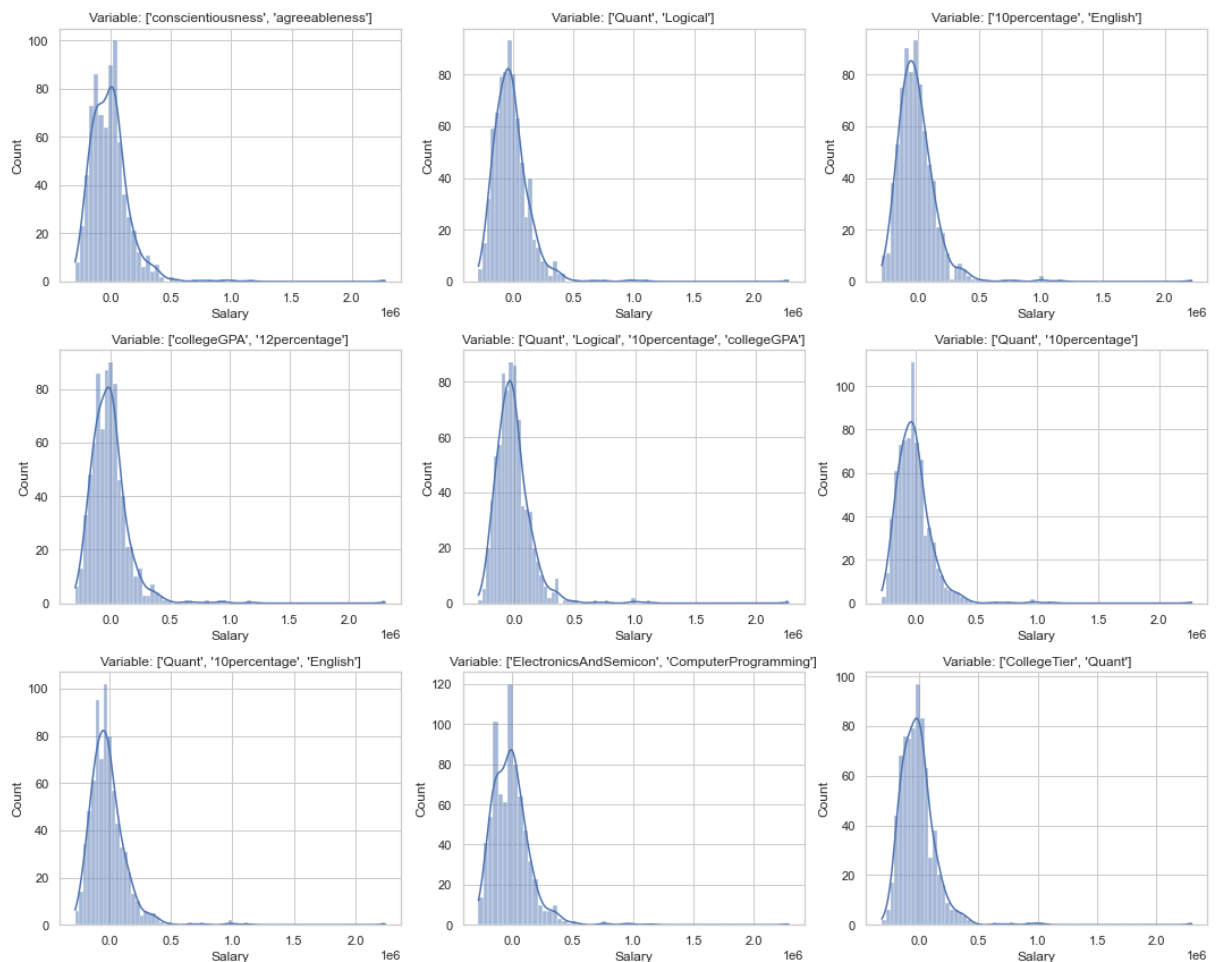 Variable: ['conscientiousness', 'agreeableness']
100
80
60
40
20
0
Count
0.0 0.5 1.0 1.5 2.0
1e6
Salary
Variable: ['Quant', 'Logical']
80
60
40
20
0
Count
0.0 0.5 1.0 1.5 2.0
1e6
Salary
Variable: ['10percentage', 'English']
80
60
40
20
0
Count
0.0 0.5 1.0 1.5 2.0
1e6
Salary
Variable: ['collegeGPA', '12percentage']
80
60
40
20
0
Count
0.0 0.5 1.0 1.5 2.0
1e6
Salary
Variable: ['Quant', 'Logical', '10percentage', 'collegeGPA']
80
60
40
20
0
Count
0.0 0.5 1.0 1.5 2.0
1e6
Salary
Variable: ['Quant', '10percentage']
100
80
60
40
20
0
Count
0.0 0.5 1.0 1.5 2.0
1e6
Salary
Variable: ['Quant', '10percentage', 'English']
100
80
60
40
20
0
Count
0.0 0.5 1.0 1.5 2.0
1e6
Salary
Variable: ['ElectronicsAndSemicon', 'ComputerProgramming']
120
100
80
60
40
20
0
Count
0.0 0.5 1.0 1.5 2.0
1e6
Salary
Variable: ['CollegeTier', 'Quant']
100
80
60
40
20
0
Count
0.0 0.5 1.0 1.5 2.0
1e6
Salary